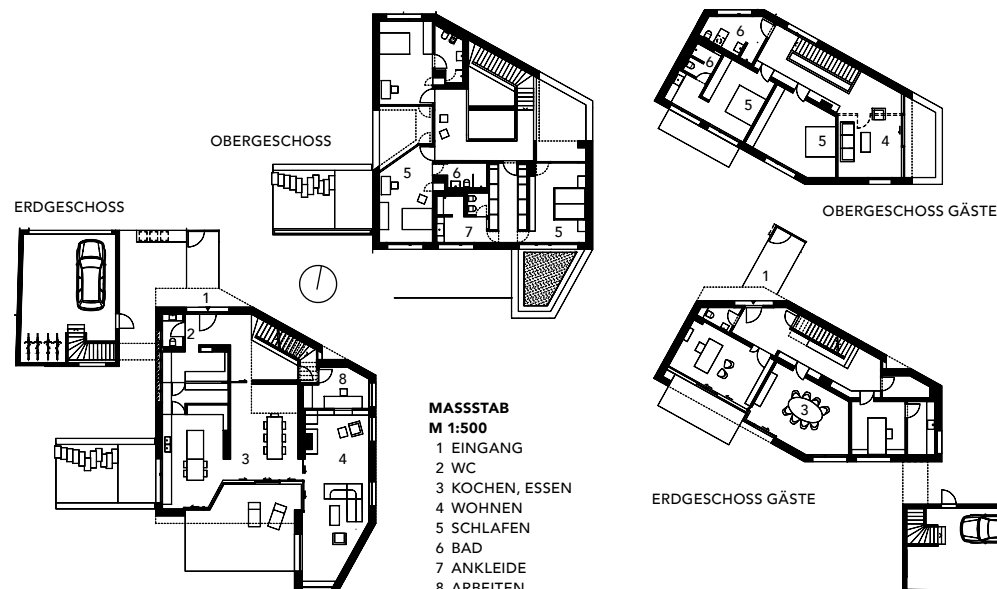 OBERGESCHOSS
5
6
7
5
ERDGESCHOSS
1
2
8
3
4
MASSSTAB
M 1:500
1 EINGANG
2 WC
3 KOCHEN, ESSEN
4 WOHNEN
5 SCHLAFEN
6 BAD
7 ANKLEIDE
8 ARBEITEN
6
6
5
5
4
OBERGESCHOSS GÄSTE
1
3
ERDGESCHOSS GÄSTE